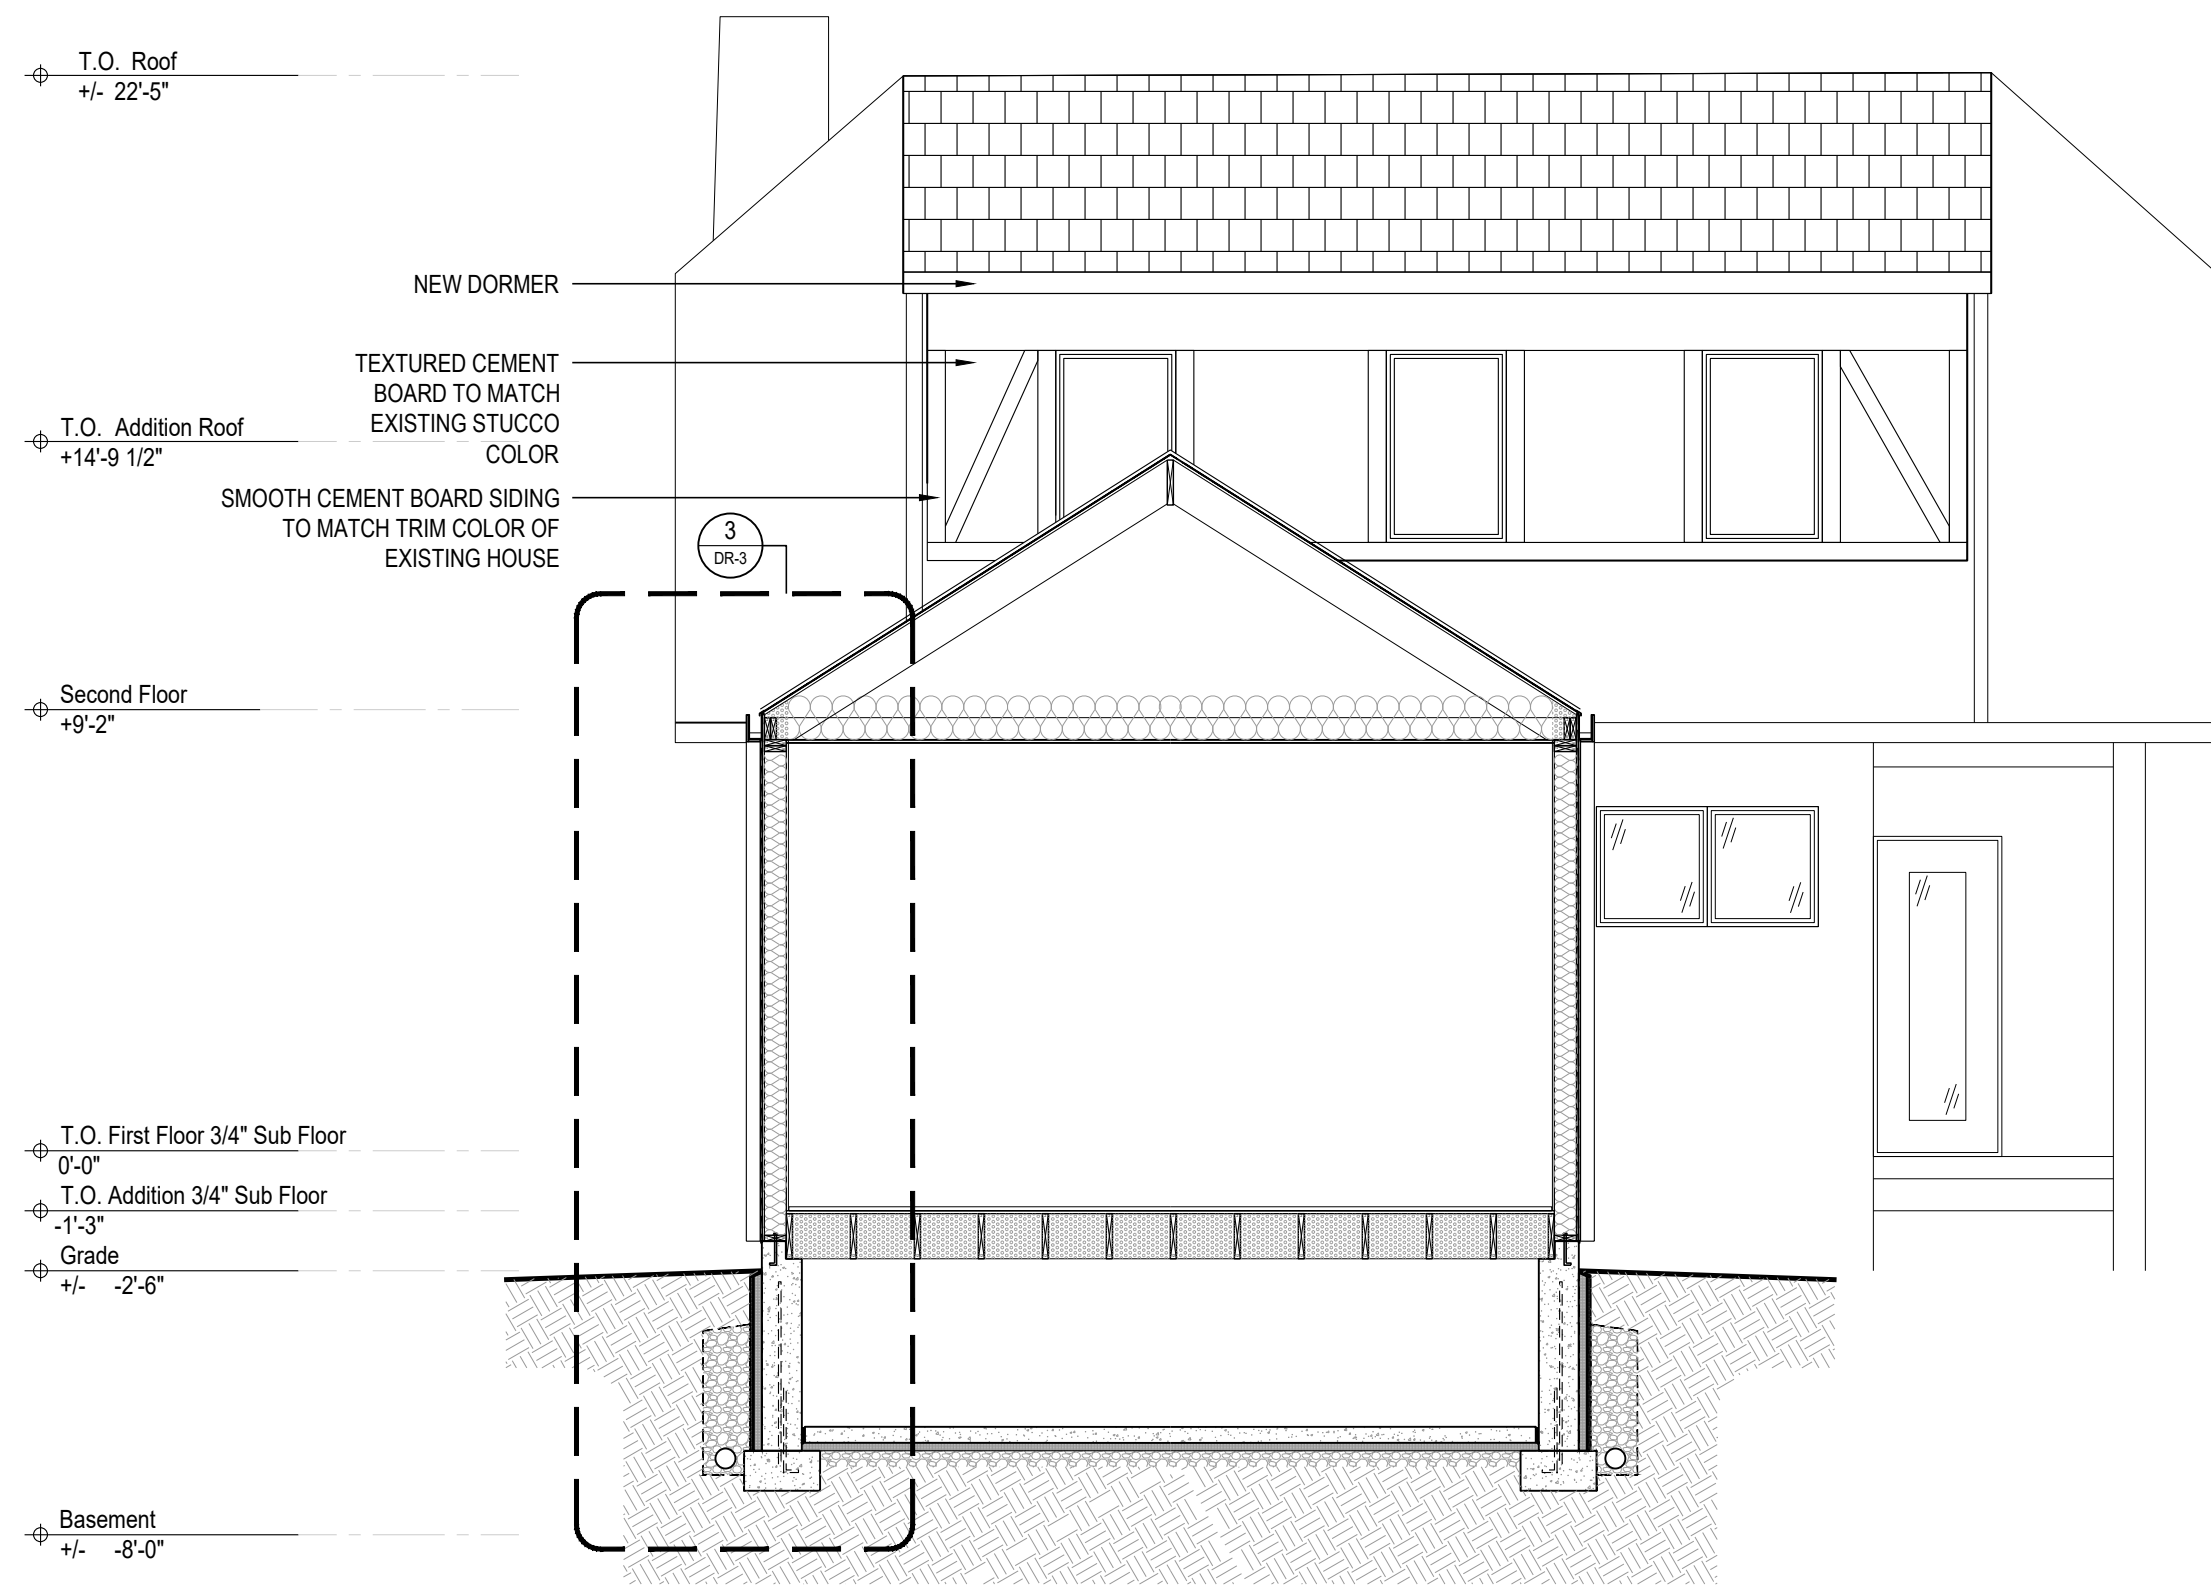 T.O. Roof
+/- 22'-5"
NEW DORMER
TEXTURED CEMENT
BOARD TO MATCH
EXISTING STUCCO
COLOR
T.O. Addition Roof
+14'-9 1/2"
SMOOTH CEMENT BOARD SIDING
TO MATCH TRIM COLOR OF
EXISTING HOUSE
3
DR-3
Second Floor
+9'-2"
T.O. First Floor 3/4" Sub Floor
0'-0"
T.O. Addition 3/4" Sub Floor
-1'-3"
Grade
+/- -2'-6"
Basement
+/- -8'-0"